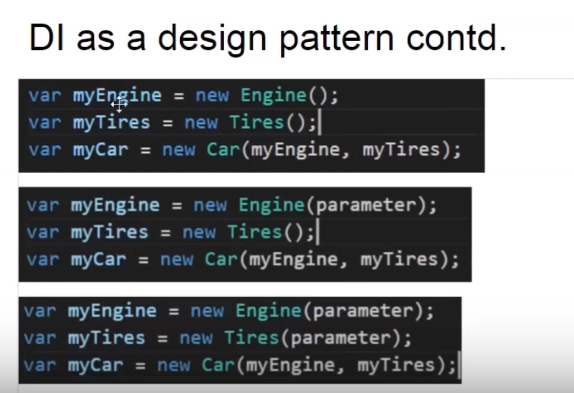 DI as a design pattern contd.
var myEngine = new Engine();
var myTires = new Tires();
var myCar = new Car(myEngine, myTires);
var myEngine = new Engine(parameter);
var myTires = new Tires();
var myCar = new Car(myEngine, myTires);
var myEngine = new Engine(parameter);
var myTires = new Tires(parameter);
var myCar = new Car(myEngine, myTires);